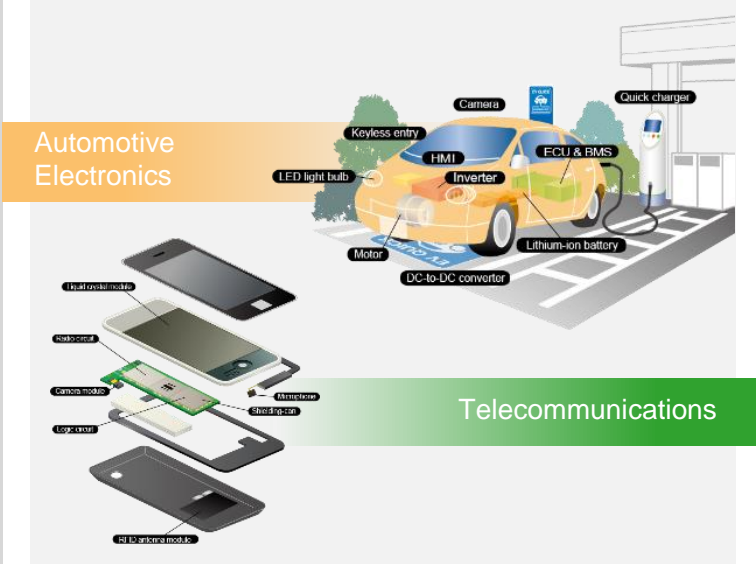 Automotive
Electronics
Camera
Quick charger
Keyless entry
HMI
ECU & BMS
LED light bulb
Inverter
Motor
Lithium-ion battery
DC-to-DC converter
EV QUICK
Liquid crystal module
Radio circuit
Camera module
Microphone
Shielding-can
Logic circuit
RFID antenna module
Telecommunications